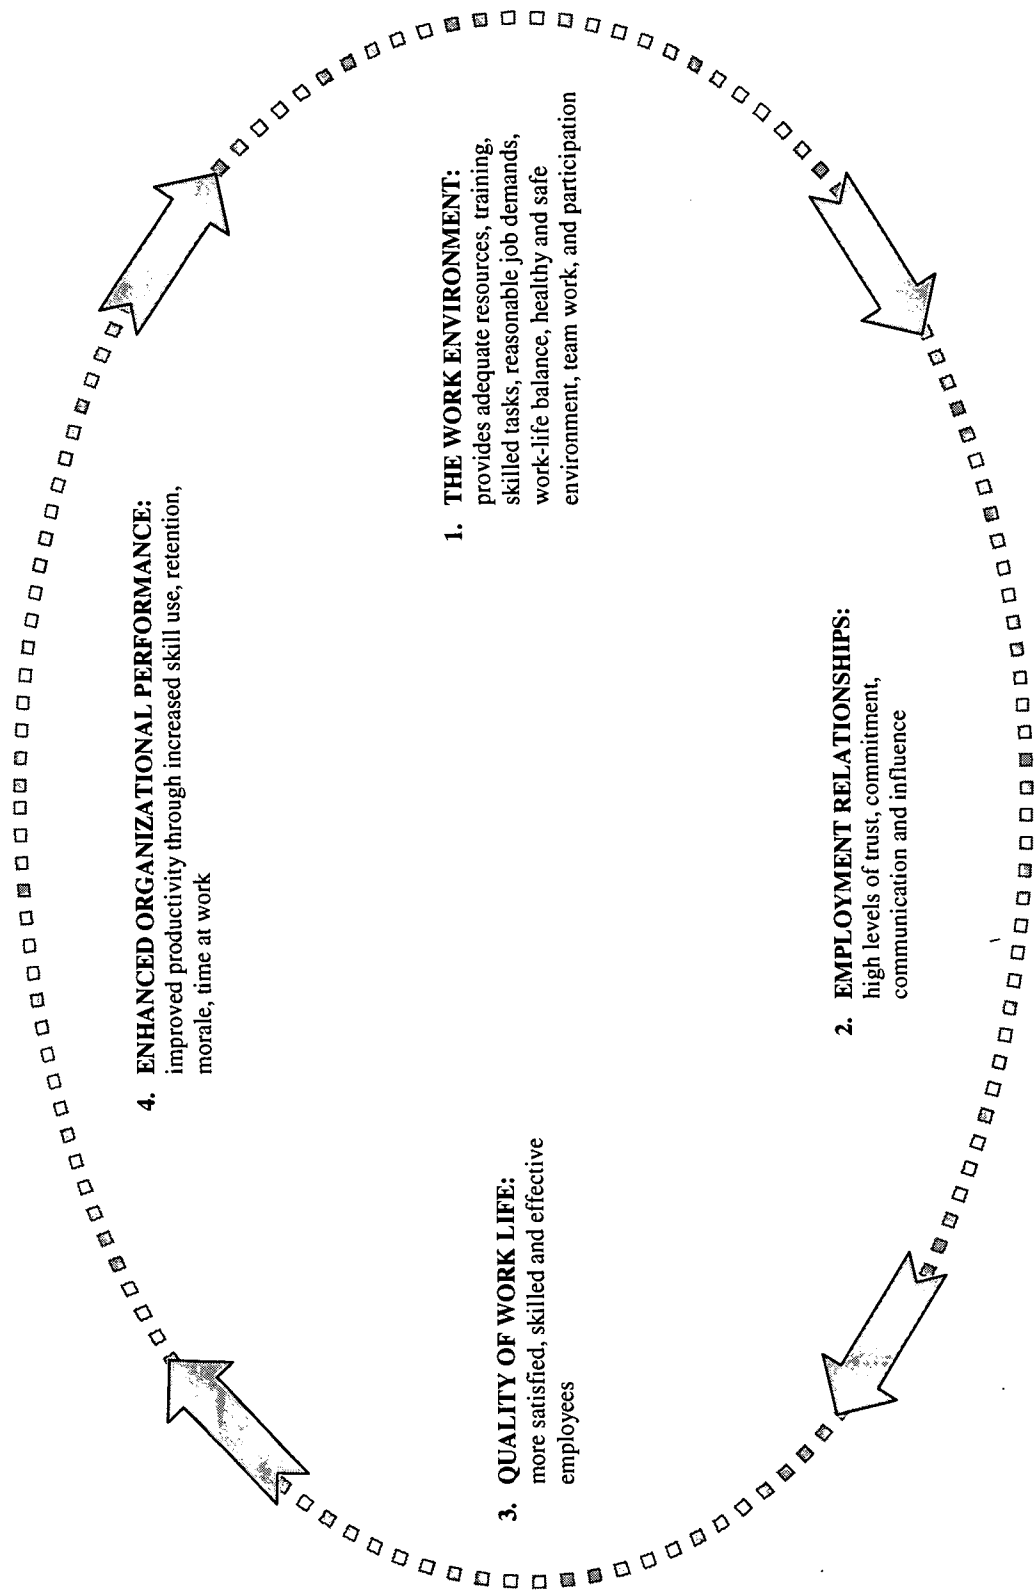 1. THE WORK ENVIRONMENT:
provides adequate resources, training,
skilled tasks, reasonable job demands,
work-life balance, healthy and safe
environment, team work, and participation
2. EMPLOYMENT RELATIONSHIPS:
high levels of trust, commitment,
communication and influence
3. QUALITY OF WORK LIFE:
more satisfied, skilled and effective
employees
4. ENHANCED ORGANIZATIONAL PERFORMANCE:
improved productivity through increased skill use, retention,
morale, time at work